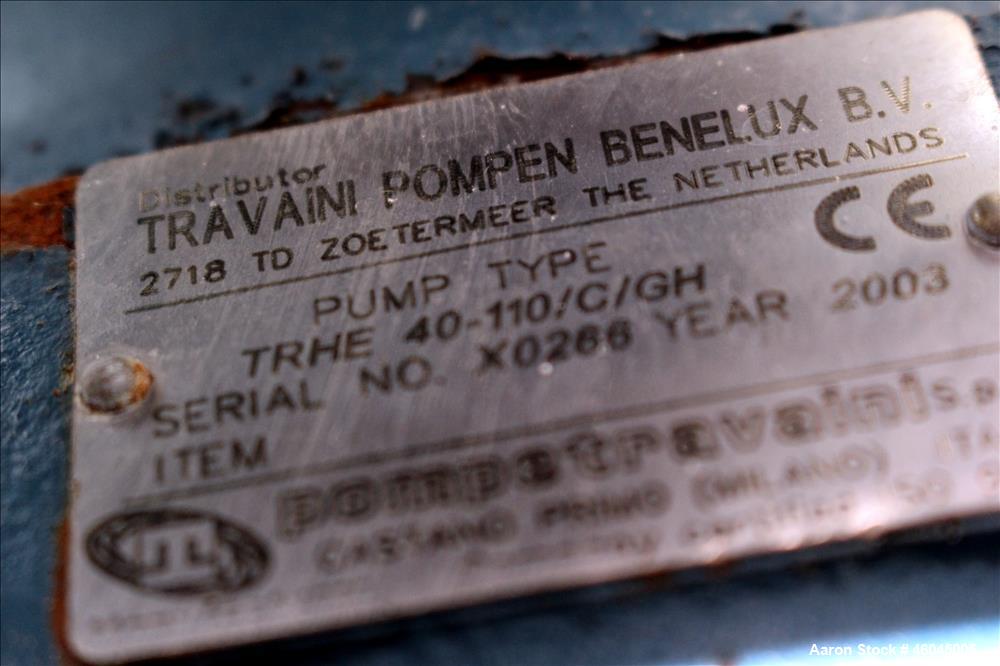 Distributor
TRAVAINI POMPEN BENELUX B.V.
2718 TD ZOETERMEER THE NETHERLANDS
CE
PUMP TYPE
TRHE 40-110/C/GH
SERIAL NO. X0266 YEAR 2003
ITEM
pompetravaini
CASTANO PRIMO (MILANO)
Aaron Stock #